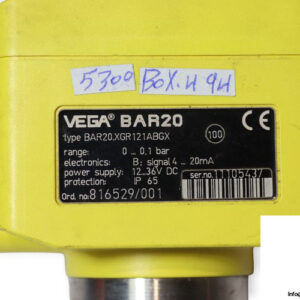 5300 BOX.H 94
VEGA® BAR20
type BAR20.XGR121ABGX
100
CE
range: 0 ... 0,1 bar
electronics: B; signal 4 ... 20mA
power supply: 12...36V DC
protection: IP 65
ser.no. 11105437
Ord. no: 816529/001